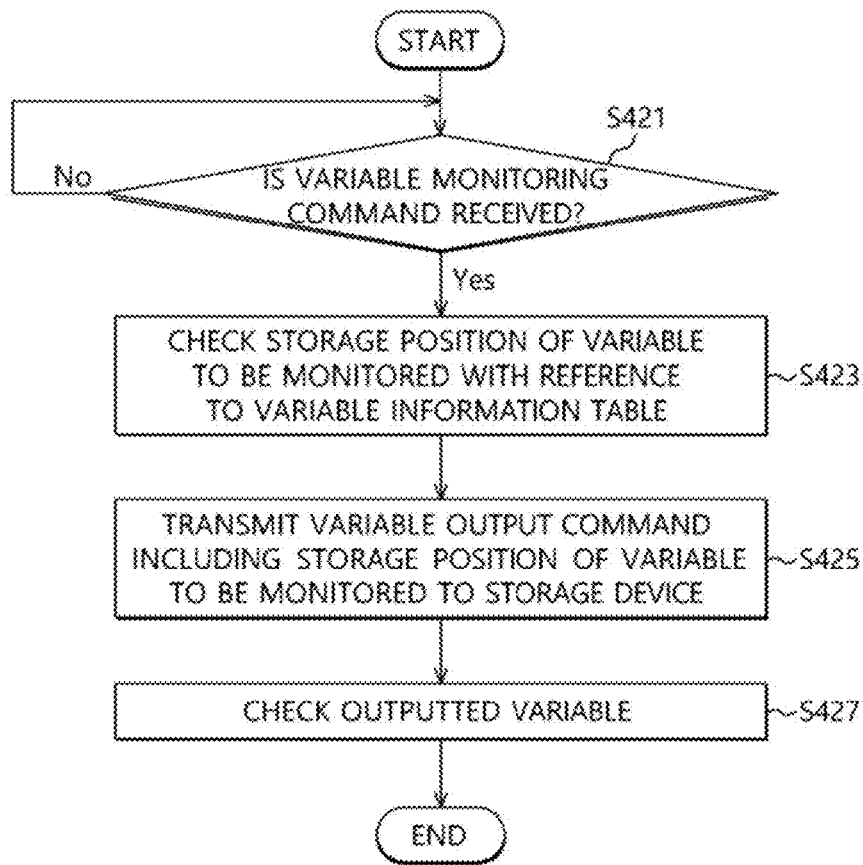 START
S421
No
IS VARIABLE MONITORING
COMMAND RECEIVED?
Yes
CHECK STORAGE POSITION OF VARIABLE
TO BE MONITORED WITH REFERENCE
TO VARIABLE INFORMATION TABLE
S423
TRANSMIT VARIABLE OUTPUT COMMAND
INCLUDING STORAGE POSITION OF VARIABLE
TO BE MONITORED TO STORAGE DEVICE
S425
CHECK OUTPUTTED VARIABLE
S427
END